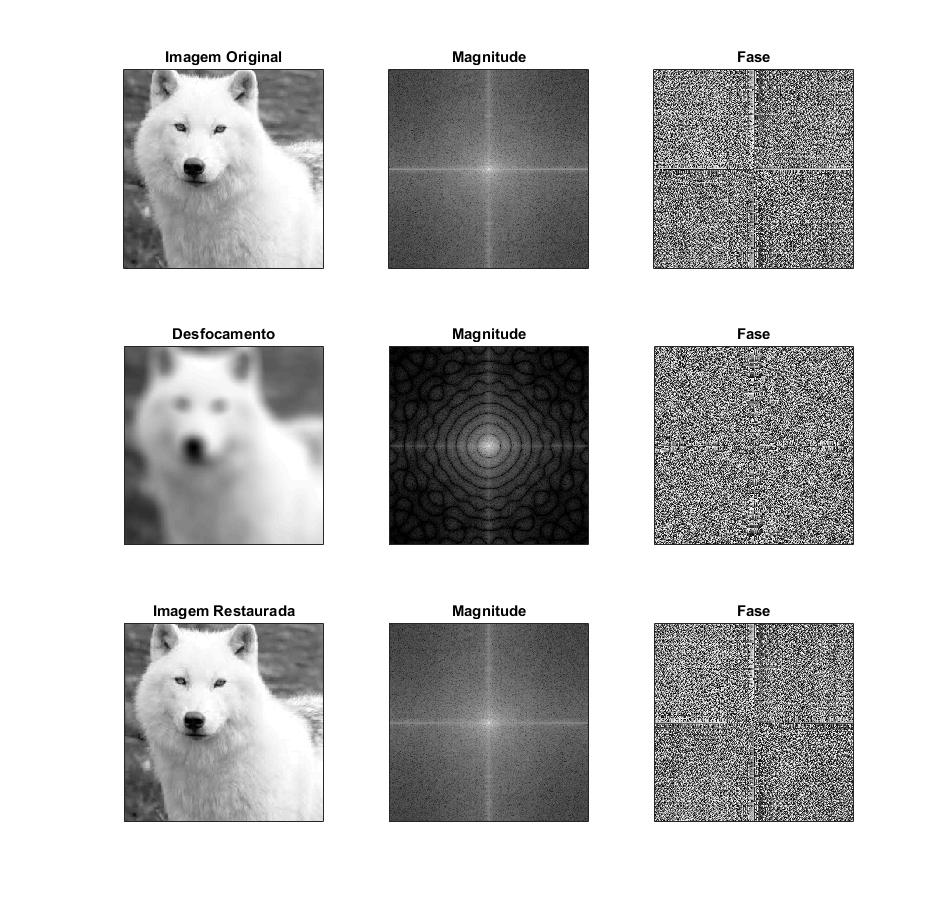 Imagem Original
Magnitude
Fase
Desfocamento
Magnitude
Fase
Imagem Restaurada
Magnitude
Fase